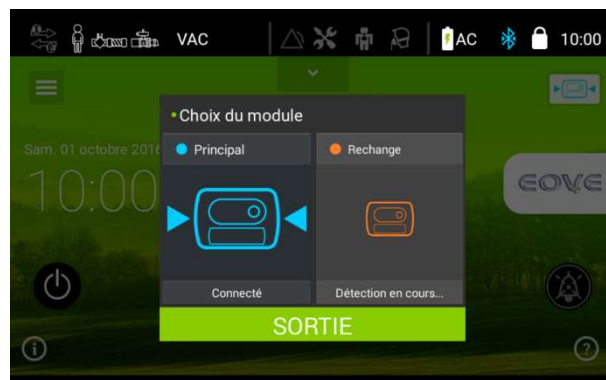 VAC
AC
10:00
Choix du module
Sam. 01 octobre 2016
Principal
Rechange
10:00
EOVE
Connecté
Détection en cours...
SORTIE